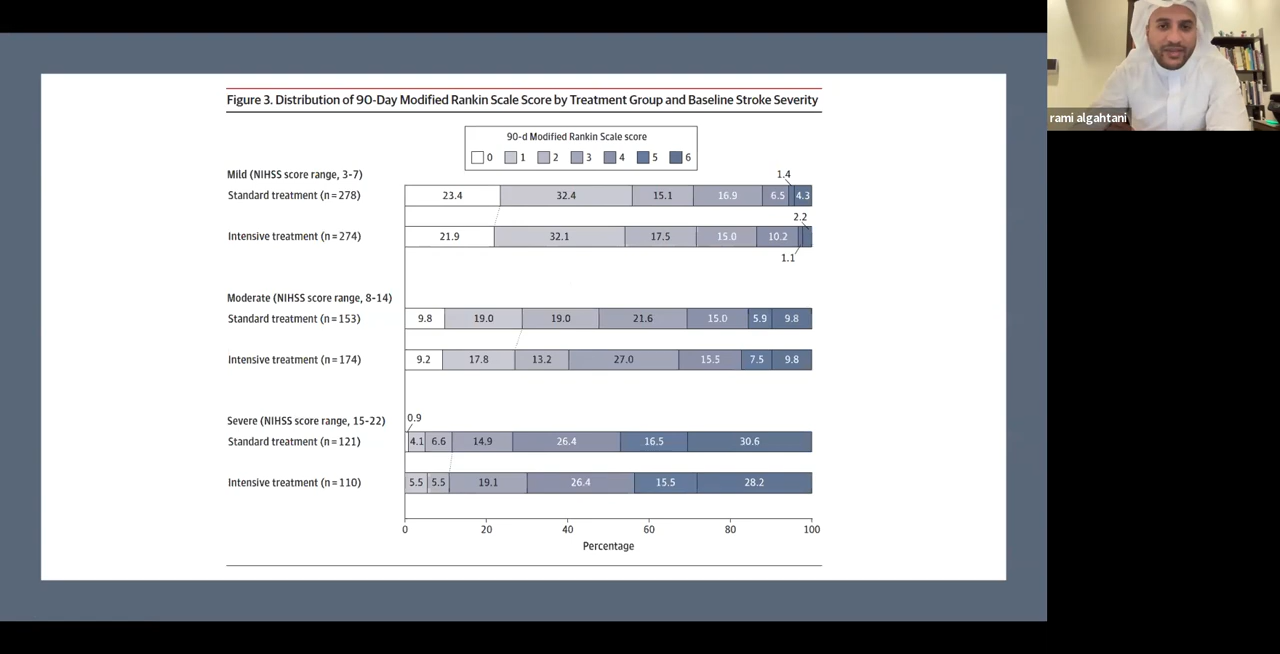 rami algahtani
Figure 3. Distribution of 90-Day Modified Rankin Scale Score by Treatment Group and Baseline Stroke Severity
90-d Modified Rankin Scale score
0 1 2 3 4 5 6
Mild (NIHSS score range, 3-7)
1.4
Standard treatment (n=278) 23.4 32.4 15.1 16.9 6.5 4.3
2.2
Intensive treatment (n=274) 21.9 32.1 17.5 15.0 10.2
1.1
Moderate (NIHSS score range, 8-14)
Standard treatment (n=153) 9.8 19.0 19.0 21.6 15.0 5.9 9.8
Intensive treatment (n=174) 9.2 17.8 13.2 27.0 15.5 7.5 9.8
Severe (NIHSS score range, 15-22)
0.9
Standard treatment (n=121) 4.1 6.6 14.9 26.4 16.5 30.6
Intensive treatment (n=110) 5.5 5.5 19.1 26.4 15.5 28.2
0 20 40 60 80 100
Percentage